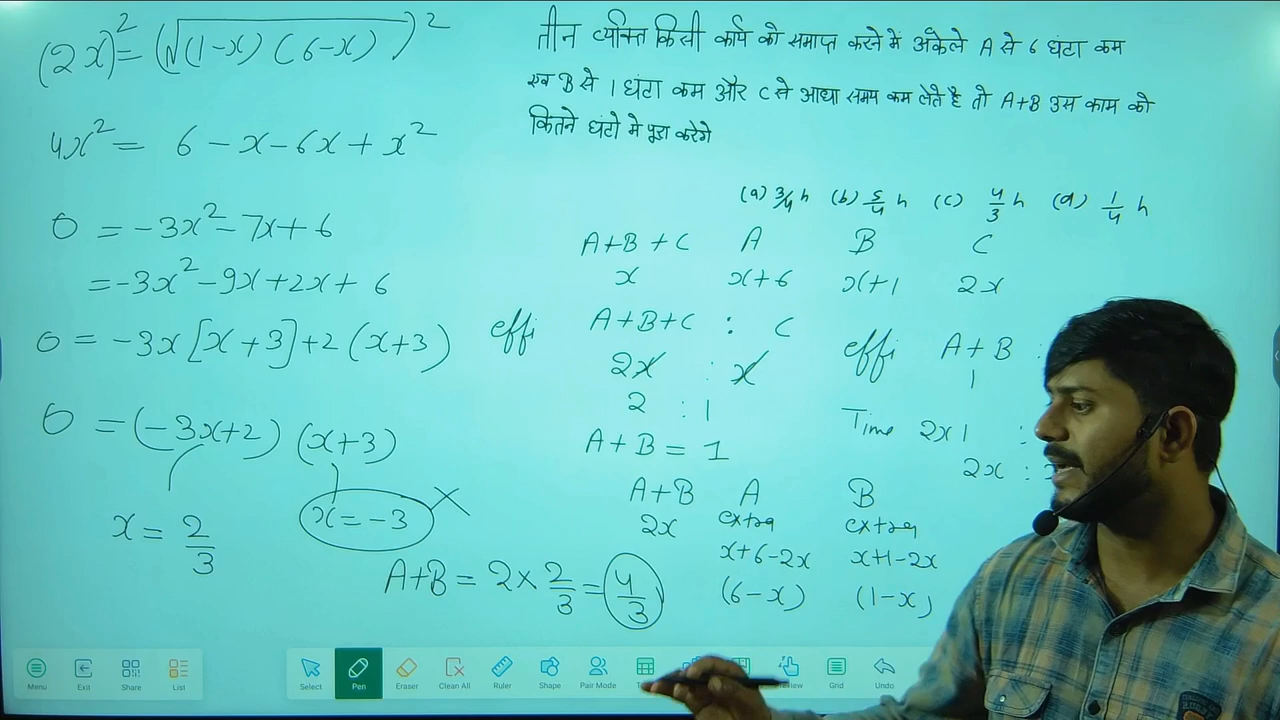 तीन व्यक्ति किसी कार्य को समाप्त करने में अकेले A से 6 घंटा कम
एव B से 1 घंटा कम और C से आधा समय कम लेते है तो A+B उस काम को
कितने घंटो मे पूरा करेगे
(a) 3/4 h (b) 5/4 h (c) 4/3 h (d) 1/4 h
(2x)² = (√(1-x)(6-x))²
4x² = 6 - x - 6x + x²
0 = -3x² - 7x + 6
= -3x² - 9x + 2x + 6
0 = -3x[x+3] + 2(x+3)
0 = (-3x+2)(x+3)
x = 2/3
x = -3 ×
A+B = 2 × 2/3 = 4/3
A+B+C A B C
x x+6 x+1 2x
effi A+B+C : C
2x : x
2 : 1
A+B = 1
effi A+B :
1
Time 2x1 :
2x :
A+B A B
2x extra extra
x+6-2x x+1-2x
(6-x) (1-x)
Menu Exit Share List Select Pen Eraser Clean All Ruler Shape Pair Mode Grid Undo